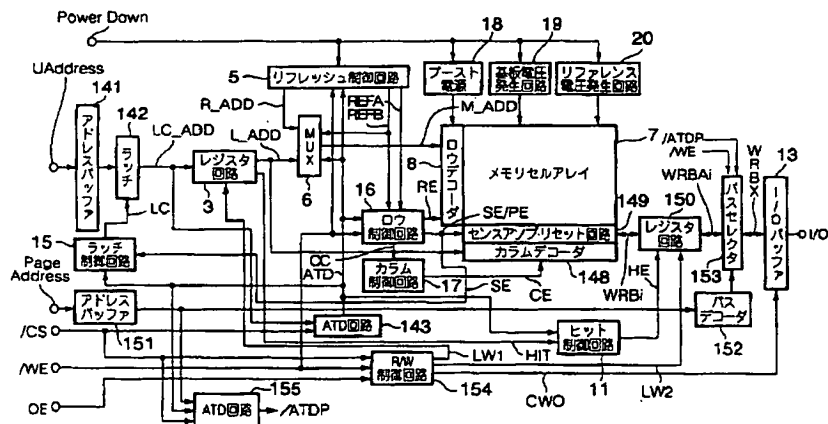 Power Down
18
19
20
UAddress
141
142
5
リフレッシュ制御回路
ブースト電源
基板電圧発生回路
リファレンス電圧発生回路
R_ADD
REFA
REFB
M_ADD
アドレスバッファ
ラッチ
LC_ADD
L_ADD
MUX
8
ロウデコーダ
メモリセルアレイ
7
/ATDP
/WE
WRBX
13
レジスタ回路
3
6
WRBAi
LC
16
ロウ制御回路
RE
SE/PE
149
150
レジスタ回路
バスセレクタ
I/Oバッファ
I/O
15
ラッチ制御回路
CC
ATD
センスアンプ・リセット回路
カラムデコーダ
HE
153
Page Address
カラム制御回路
17
SE
CE
148
WRBi
アドレスバッファ
151
ATD回路
143
ヒット制御回路
バスデコーダ
152
/CS
/WE
R/W制御回路
LW1
HIT
11
LW2
154
CWO
OE
155
ATD回路
/ATDP